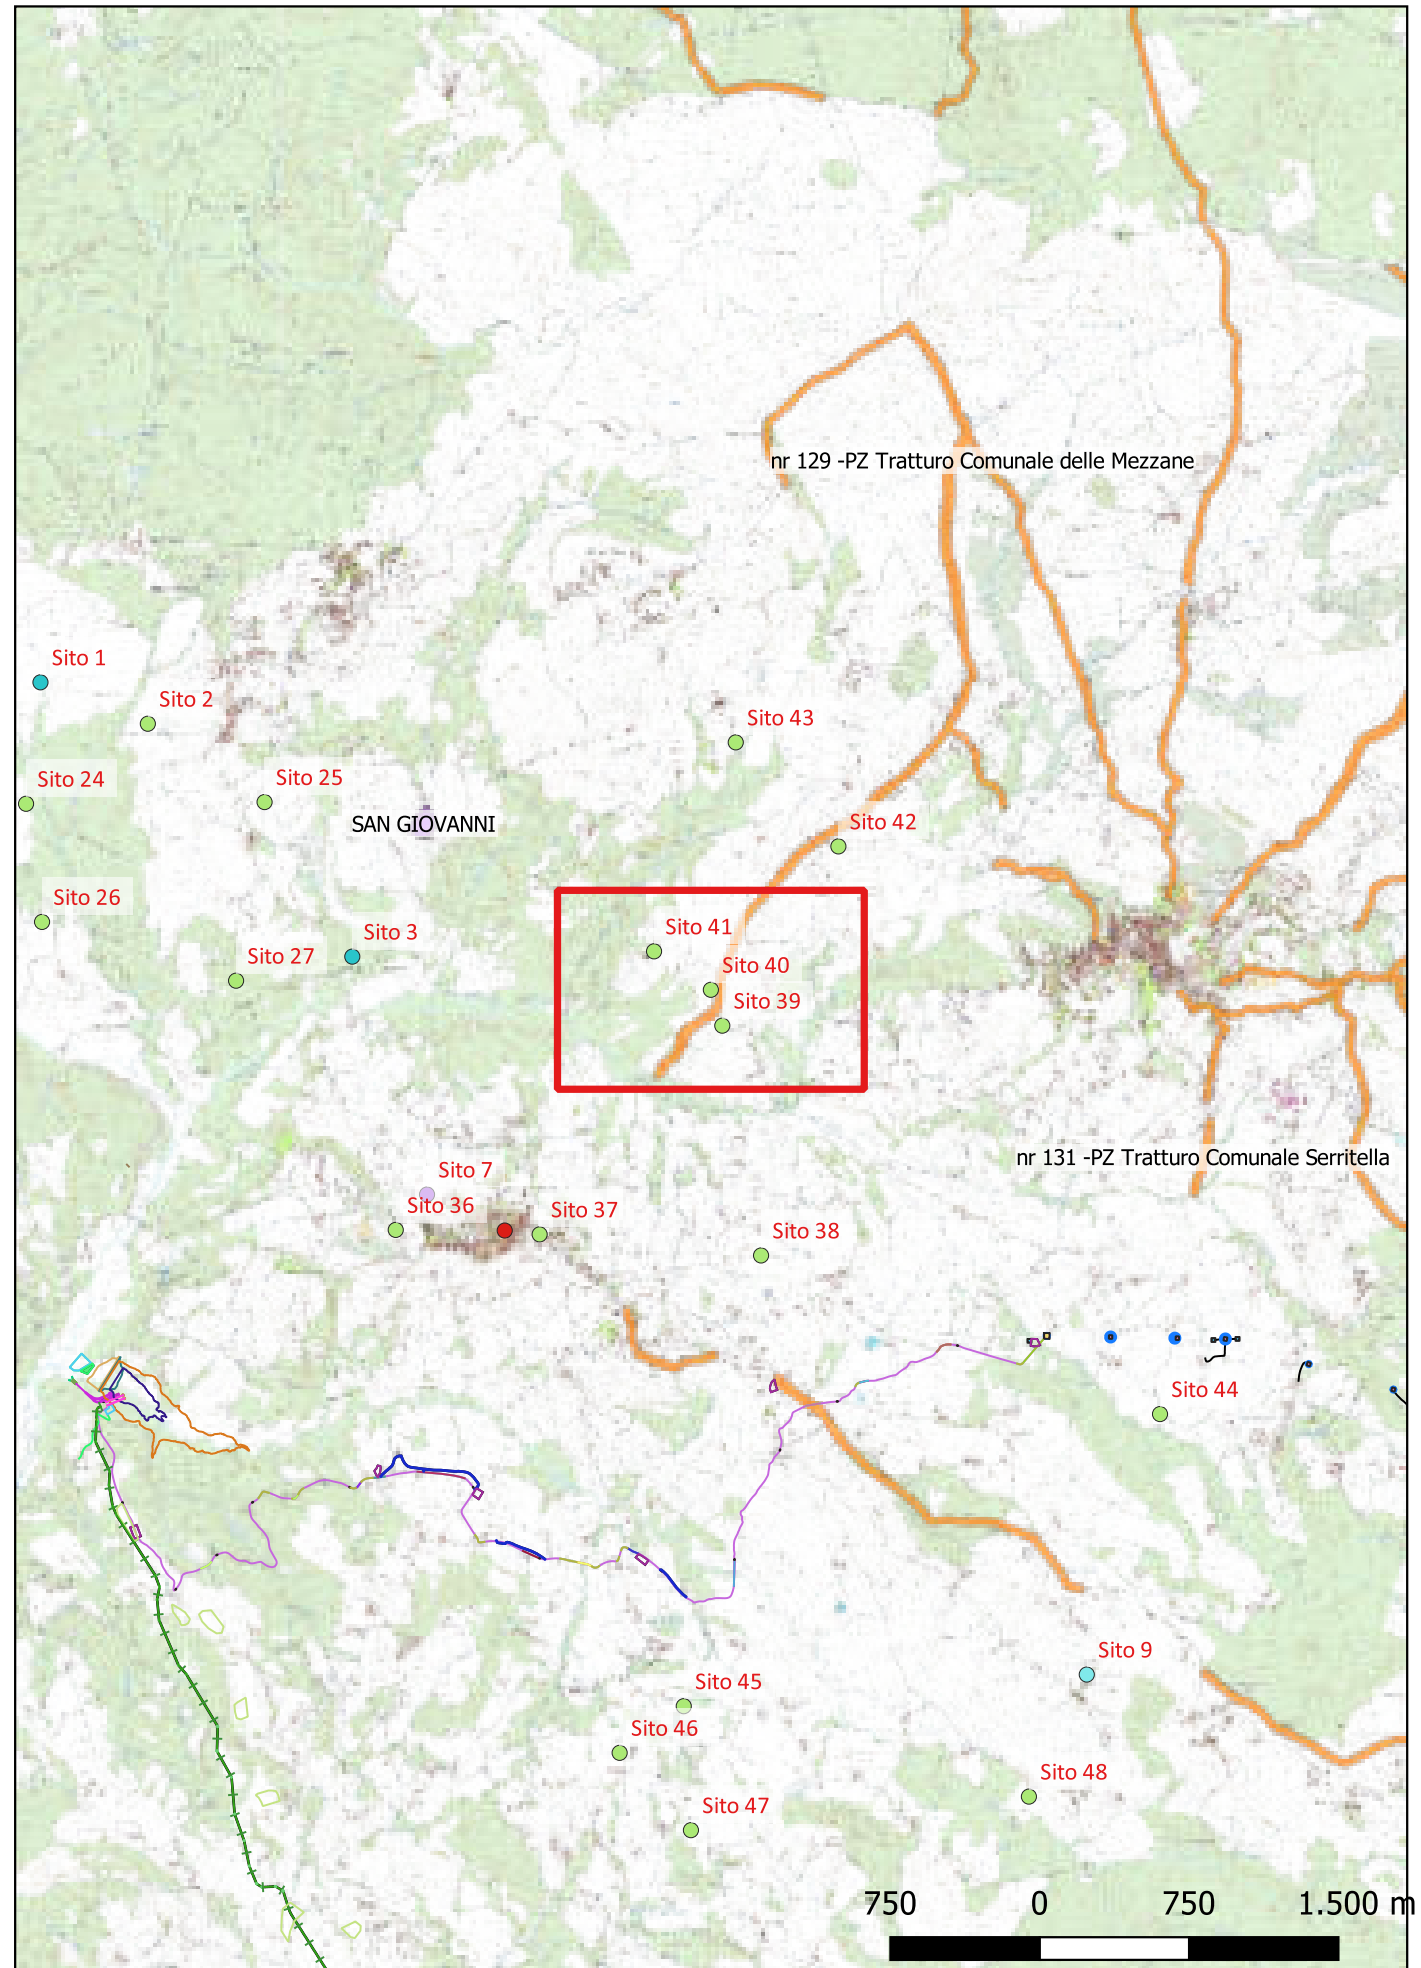 nr 129 -PZ Tratturo Comunale delle Mezzane
Sito 1
Sito 2
Sito 43
Sito 24
Sito 25
SAN GIOVANNI
Sito 42
Sito 26
Sito 3
Sito 41
Sito 27
Sito 40
Sito 39
nr 131 -PZ Tratturo Comunale Serritella
Sito 7
Sito 36
Sito 37
Sito 38
Sito 44
Sito 9
Sito 45
Sito 46
Sito 48
Sito 47
750 0 750 1.500 m